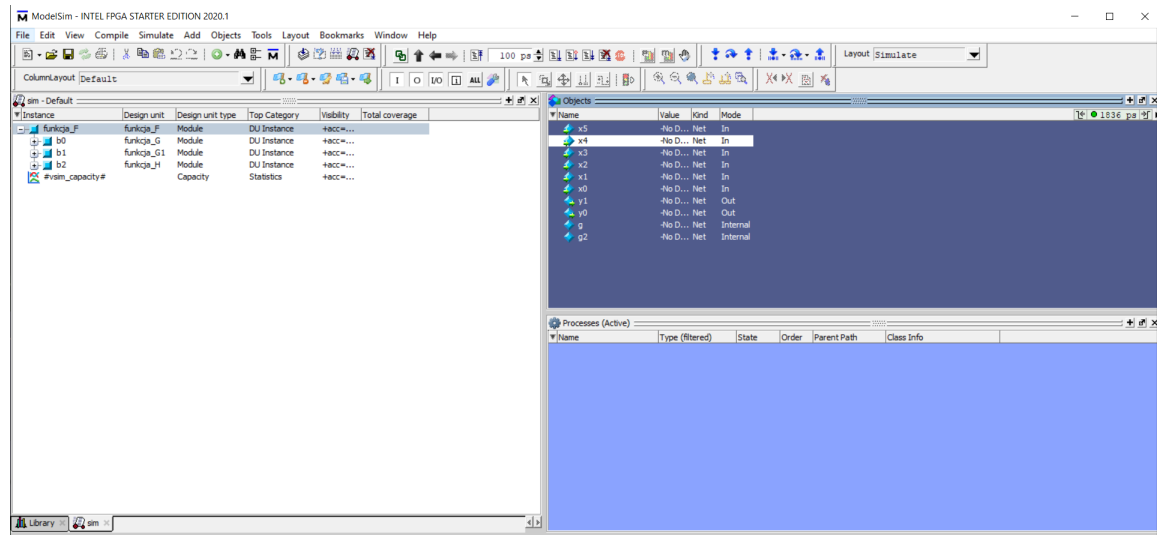 ModelSim - INTEL FPGA STARTER EDITION 2020.1
File Edit View Compile Simulate Add Objects Tools Layout Bookmarks Window Help
100 ps
Layout Simulate
ColumnLayout Default
I O I/O ALL
sim - Default
Instance Design unit Design unit type Top Category Visibility Total coverage
funkcja_F funkcja_F Module DU Instance +acc=...
b0 funkcja_G Module DU Instance +acc=...
b1 funkcja_G1 Module DU Instance +acc=...
b2 funkcja_H Module DU Instance +acc=...
#vsim_capacity# Capacity Statistics +acc=...
Objects
Name Value Kind Mode 1836 ps
x5 -No D... Net In
x4 -No D... Net In
x3 -No D... Net In
x2 -No D... Net In
x1 -No D... Net In
x0 -No D... Net In
y1 -No D... Net Out
y0 -No D... Net Out
g -No D... Net Internal
g2 -No D... Net Internal
Processes (Active)
Name Type (filtered) State Order Parent Path Class Info
Library sim